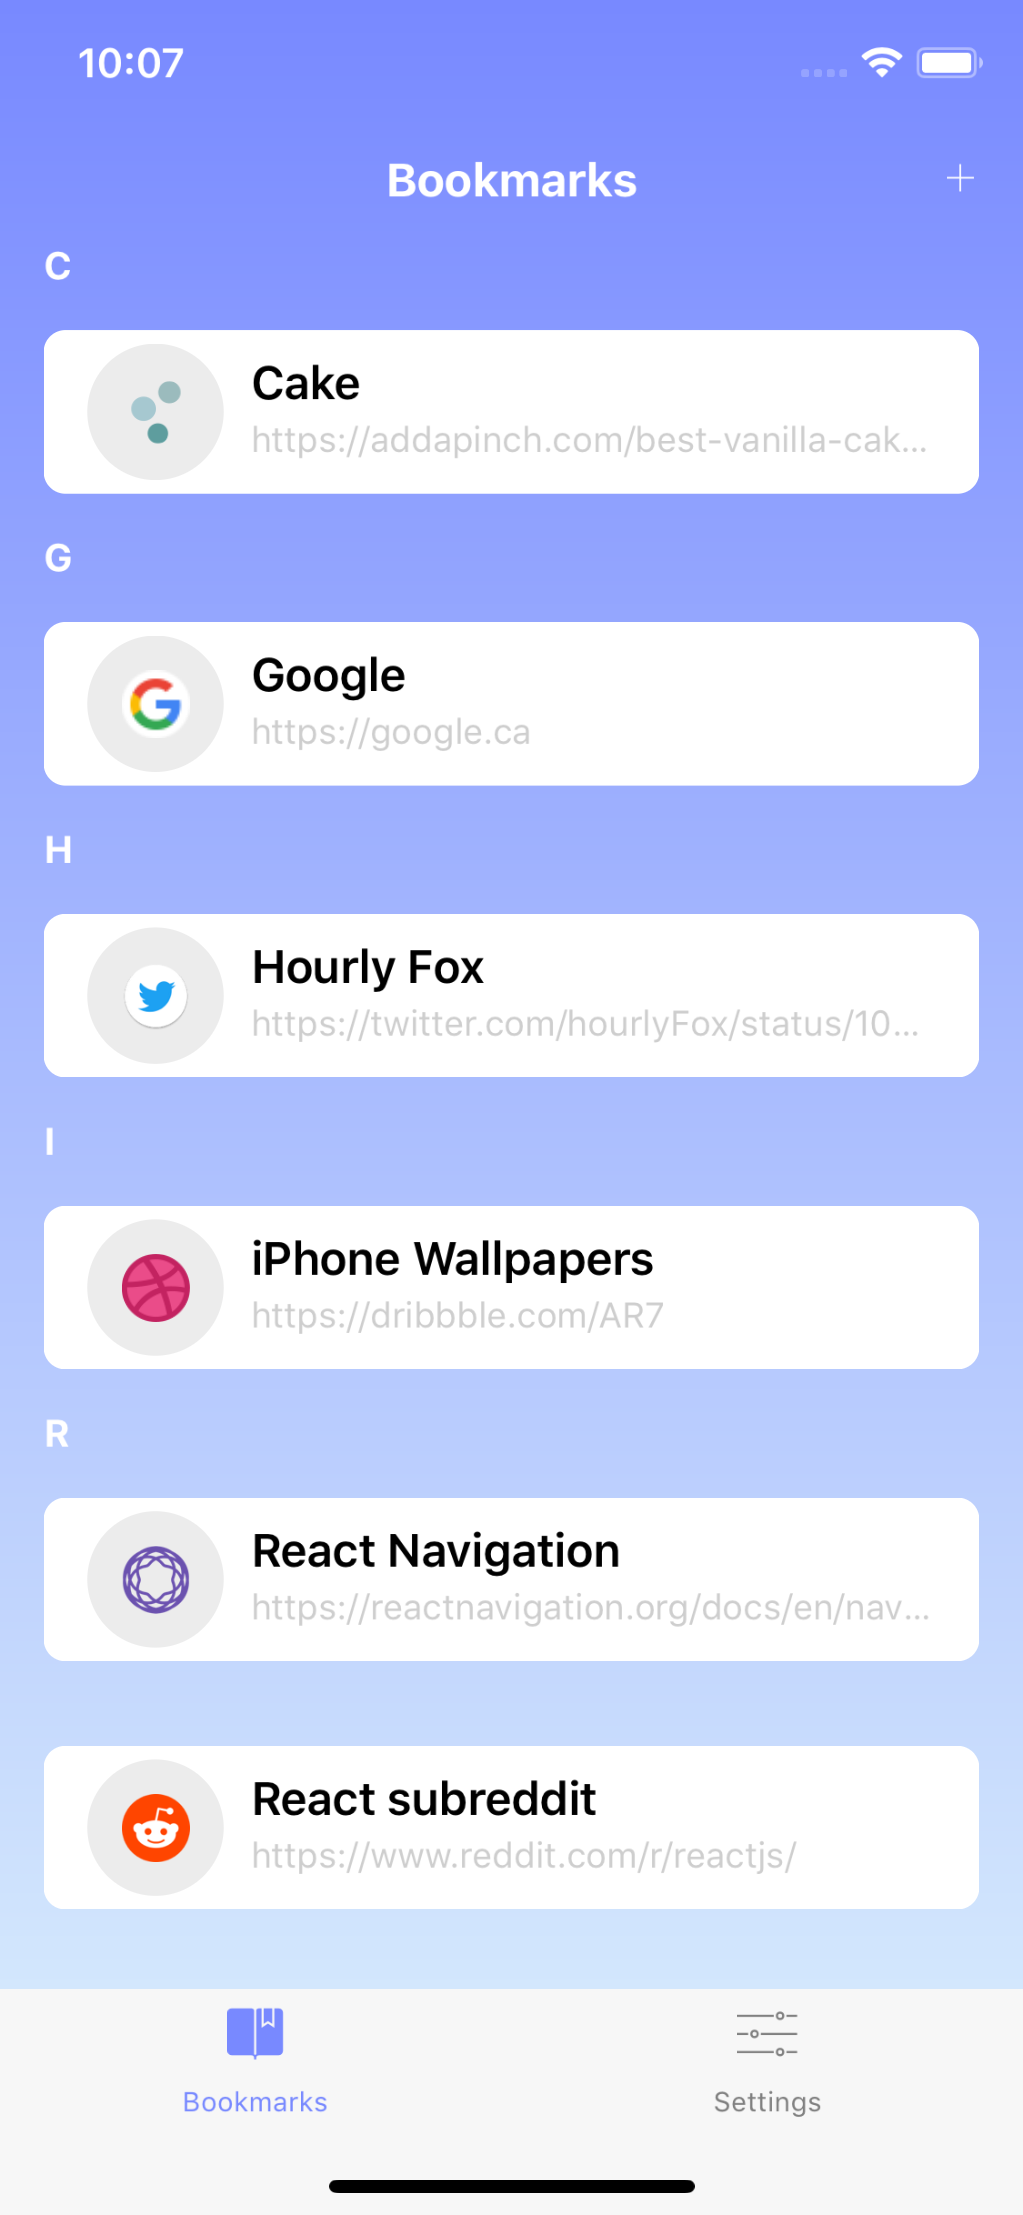 10:07
Bookmarks
C
Cake
https://addapinch.com/best-vanilla-cak...
G
Google
https://google.ca
H
Hourly Fox
https://twitter.com/hourlyFox/status/10...
I
iPhone Wallpapers
https://dribbble.com/AR7
R
React Navigation
https://reactnavigation.org/docs/en/nav...
React subreddit
https://www.reddit.com/r/reactjs/
Bookmarks
Settings